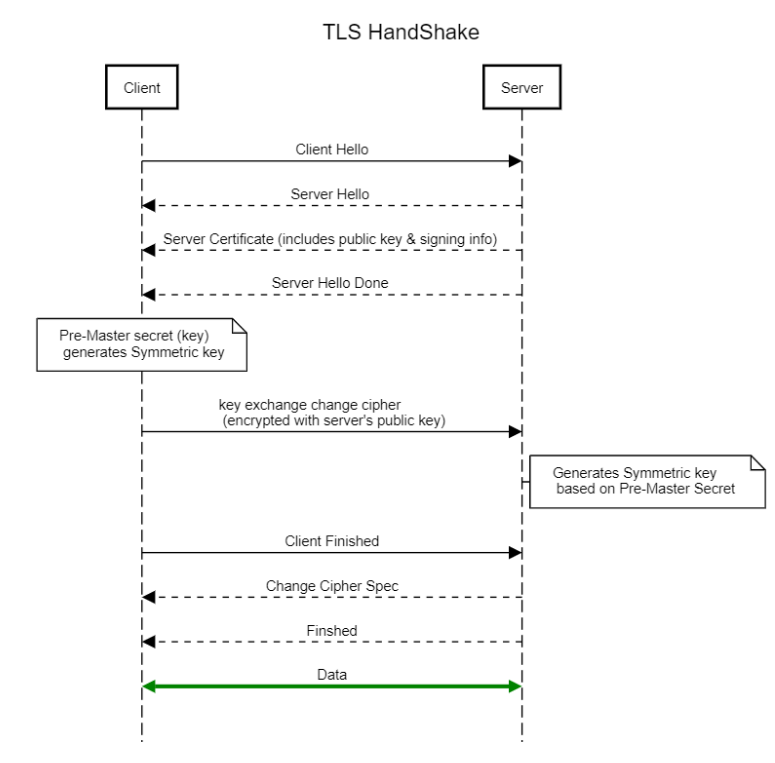 TLS HandShake
Client
Server
Client Hello
Server Hello
Server Certificate (includes public key & signing info)
Server Hello Done
Pre-Master secret (key)
generates Symmetric key
key exchange change cipher
(encrypted with server's public key)
Generates Symmetric key
based on Pre-Master Secret
Client Finished
Change Cipher Spec
Finshed
Data